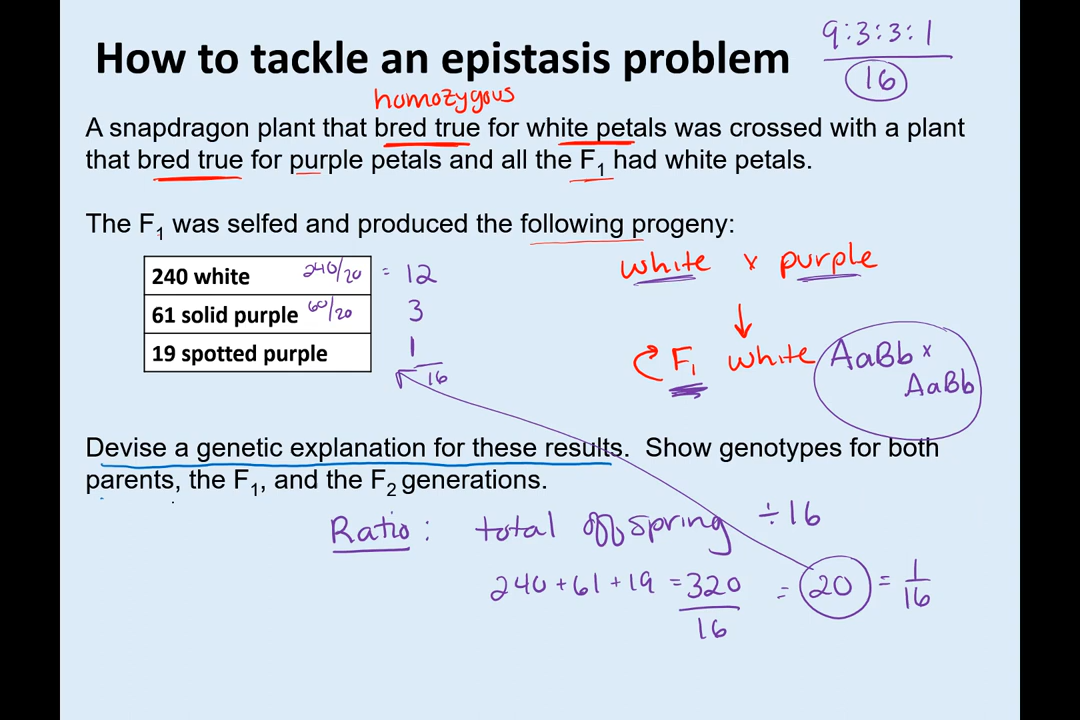 9:3:3:1
16
How to tackle an epistasis problem
homozygous
A snapdragon plant that bred true for white petals was crossed with a plant
that bred true for purple petals and all the F1 had white petals.
The F1 was selfed and produced the following progeny:
240 white 240/20 = 12
61 solid purple 60/20 3
19 spotted purple 1
16
white x purple
F1 white AaBb x
AaBb
Devise a genetic explanation for these results. Show genotypes for both
parents, the F1, and the F2 generations.
Ratio: total offspring ÷16
240+61+19 = 320 = 20 = 1
16 16